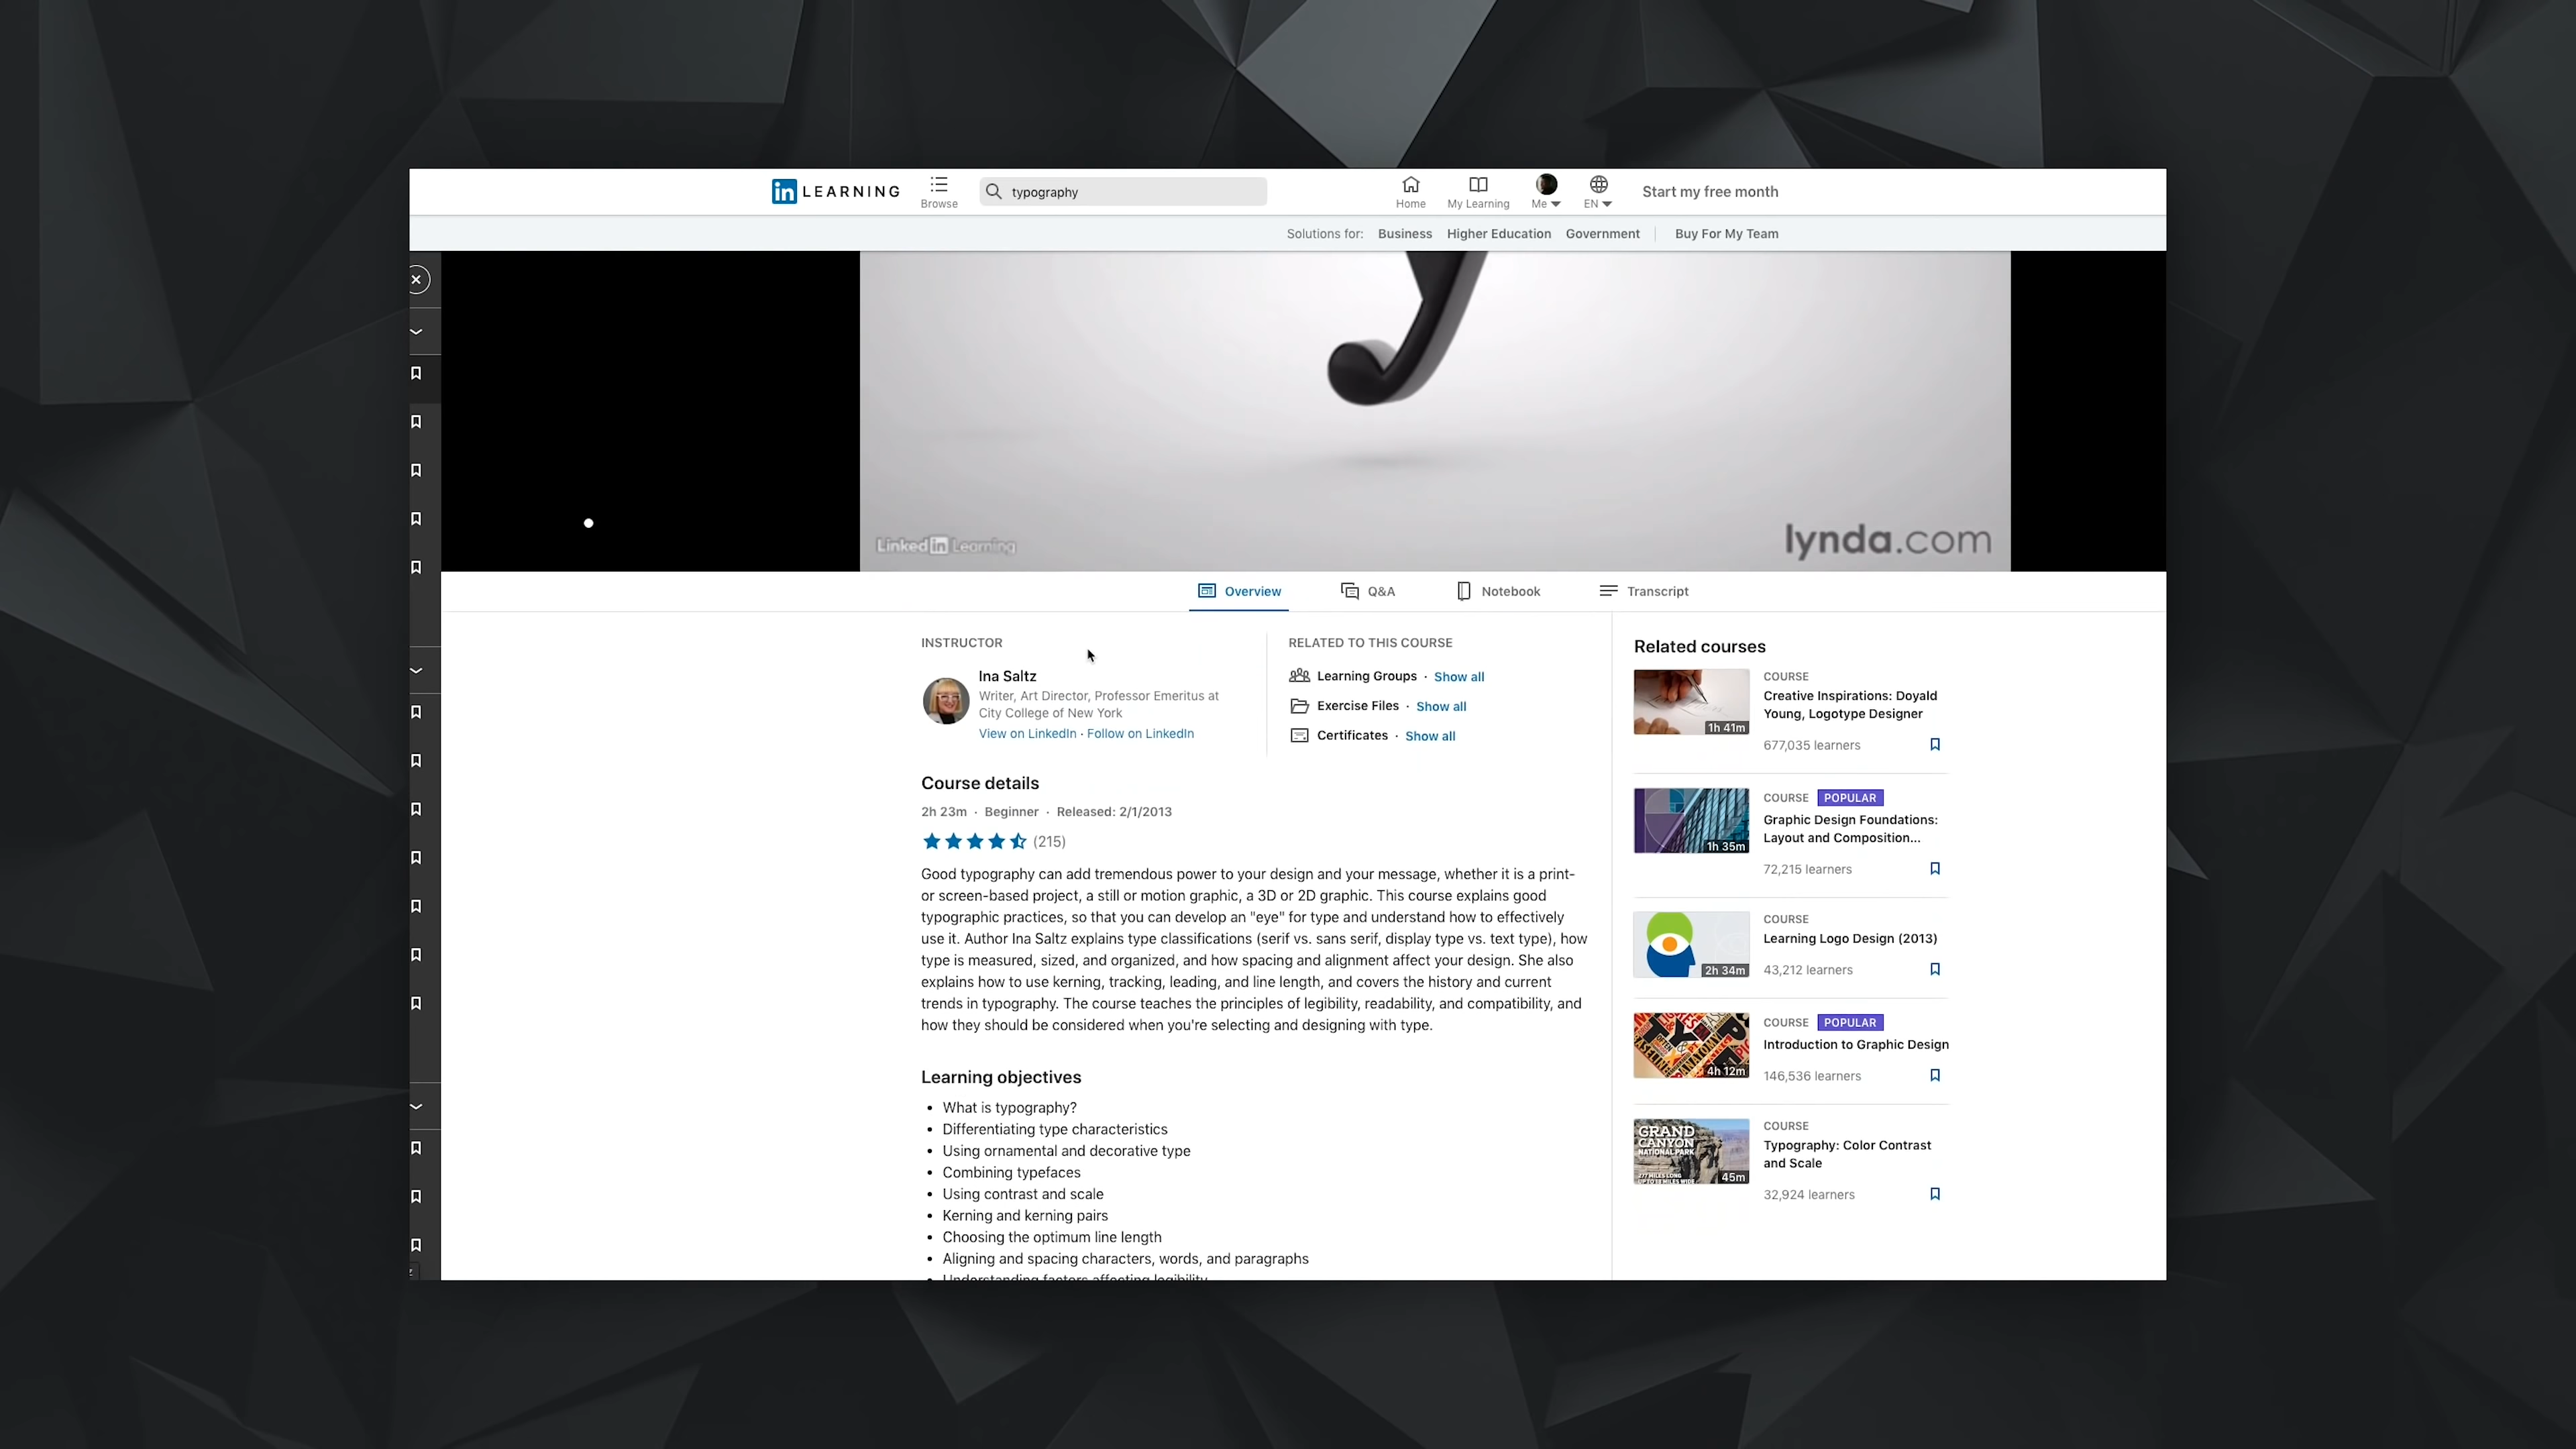 in LEARNING
Browse
typography
Home
My Learning
Me
EN
Start my free month
Solutions for: Business Higher Education Government Buy For My Team
LinkedIn Learning
lynda.com
Overview
Q&A
Notebook
Transcript
INSTRUCTOR
Ina Saltz
Writer, Art Director, Professor Emeritus at
City College of New York
View on LinkedIn · Follow on LinkedIn
RELATED TO THIS COURSE
Learning Groups · Show all
Exercise Files · Show all
Certificates · Show all
Course details
2h 23m · Beginner · Released: 2/1/2013
(215)
Good typography can add tremendous power to your design and your message, whether it is a print-
or screen-based project, a still or motion graphic, a 3D or 2D graphic. This course explains good
typographic practices, so that you can develop an "eye" for type and understand how to effectively
use it. Author Ina Saltz explains type classifications (serif vs. sans serif, display type vs. text type), how
type is measured, sized, and organized, and how spacing and alignment affect your design. She also
explains how to use kerning, tracking, leading, and line length, and covers the history and current
trends in typography. The course teaches the principles of legibility, readability, and compatibility, and
how they should be considered when you're selecting and designing with type.
Learning objectives
• What is typography?
• Differentiating type characteristics
• Using ornamental and decorative type
• Combining typefaces
• Using contrast and scale
• Kerning and kerning pairs
• Choosing the optimum line length
• Aligning and spacing characters, words, and paragraphs
• Understanding factors affecting legibility
Related courses
1h 41m
COURSE
Creative Inspirations: Doyald
Young, Logotype Designer
677,035 learners
1h 35m
COURSE POPULAR
Graphic Design Foundations:
Layout and Composition...
72,215 learners
2h 34m
COURSE
Learning Logo Design (2013)
43,212 learners
4h 12m
COURSE POPULAR
Introduction to Graphic Design
146,536 learners
GRAND
CANYON
NATIONAL PARK
45m
COURSE
Typography: Color Contrast
and Scale
32,924 learners